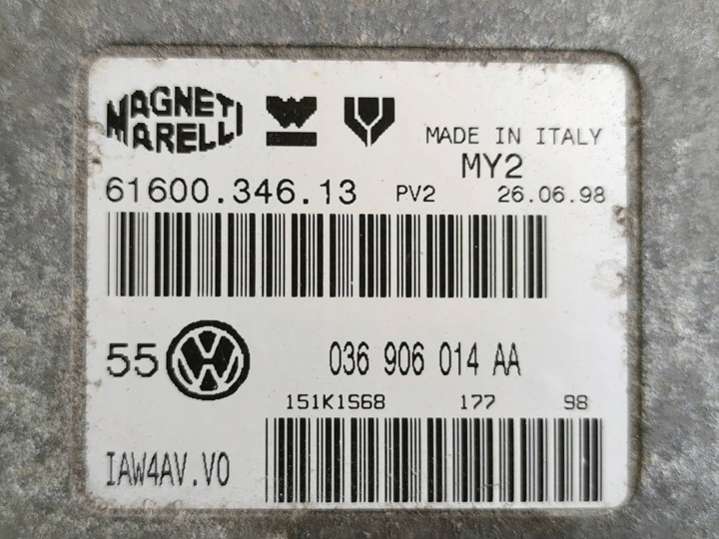 MAGNETI MARELLI
MADE IN ITALY
MY2
61600.346.13 PV2 26.06.98
55 036 906 014 AA
151K1S68 177 98
IAW4AV.V0